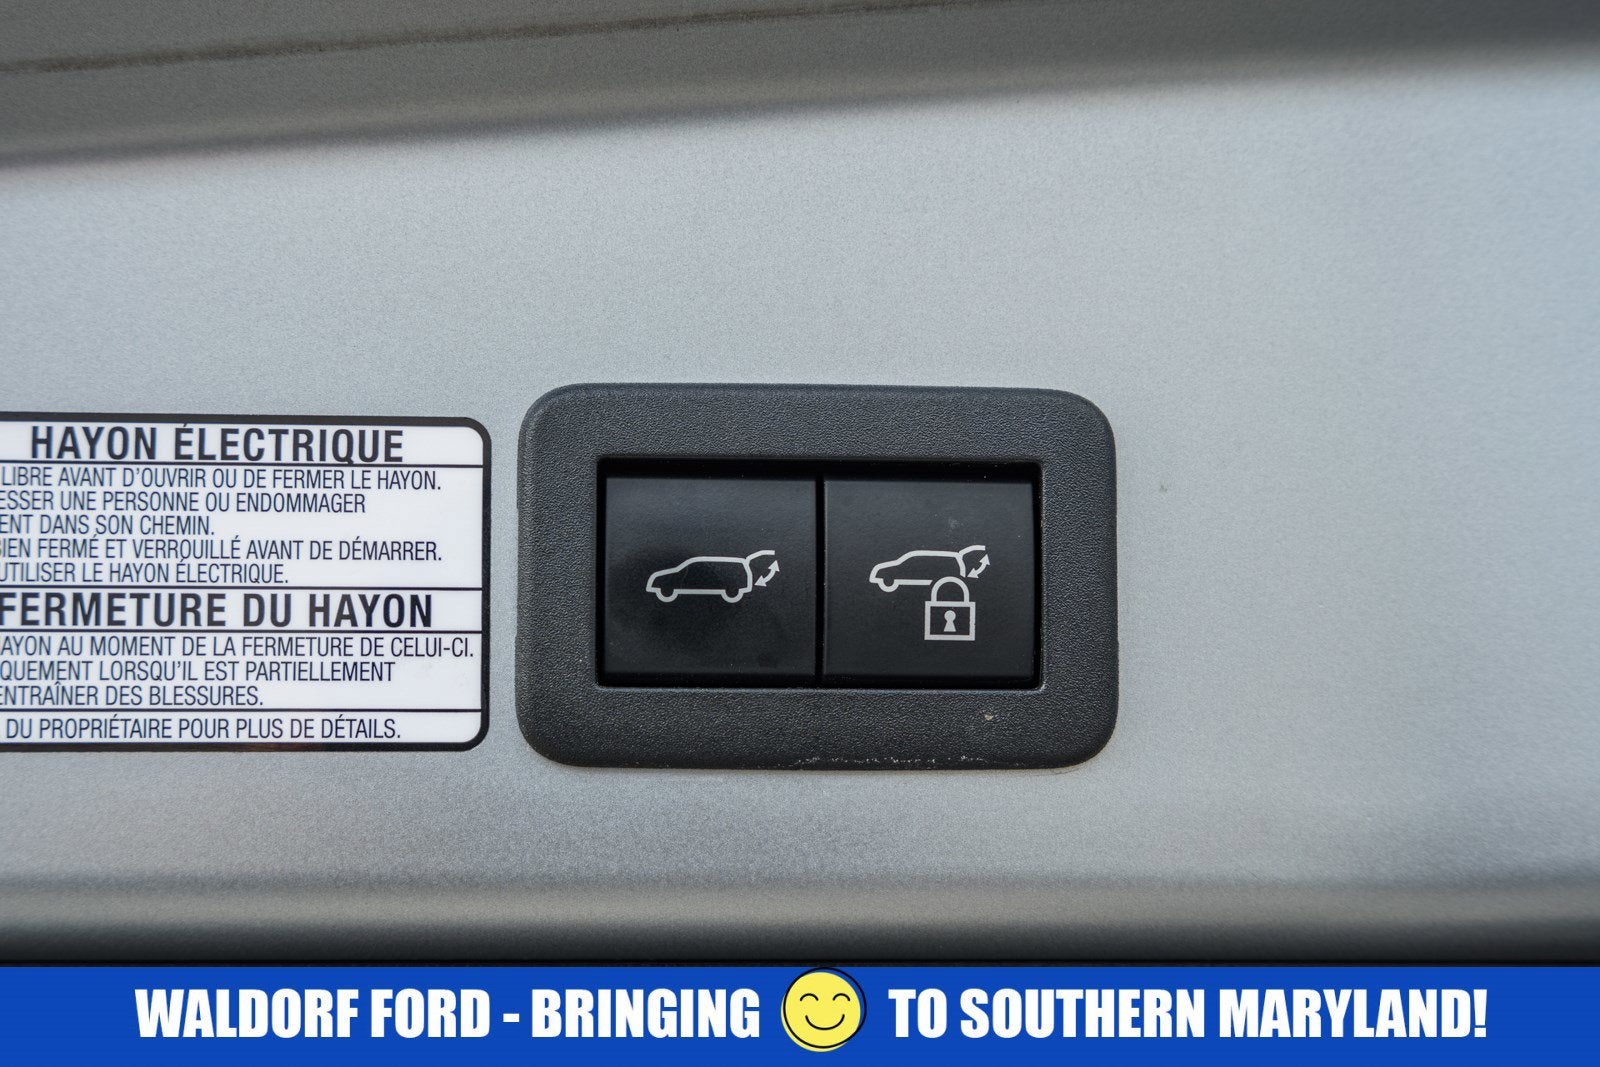 HAYON ÉLECTRIQUE
LIBRE AVANT D'OUVRIR OU DE FERMER LE HAYON.
ESSER UNE PERSONNE OU ENDOMMAGER
ENT DANS SON CHEMIN.
BIEN FERMÉ ET VERROUILLÉ AVANT DE DÉMARRER.
UTILISER LE HAYON ÉLECTRIQUE.
FERMETURE DU HAYON
HAYON AU MOMENT DE LA FERMETURE DE CELUI-CI.
QUEMENT LORSQU'IL EST PARTIELLEMENT
ENTRAÎNER DES BLESSURES.
DU PROPRIÉTAIRE POUR PLUS DE DÉTAILS.
WALDORF FORD - BRINGING TO SOUTHERN MARYLAND!